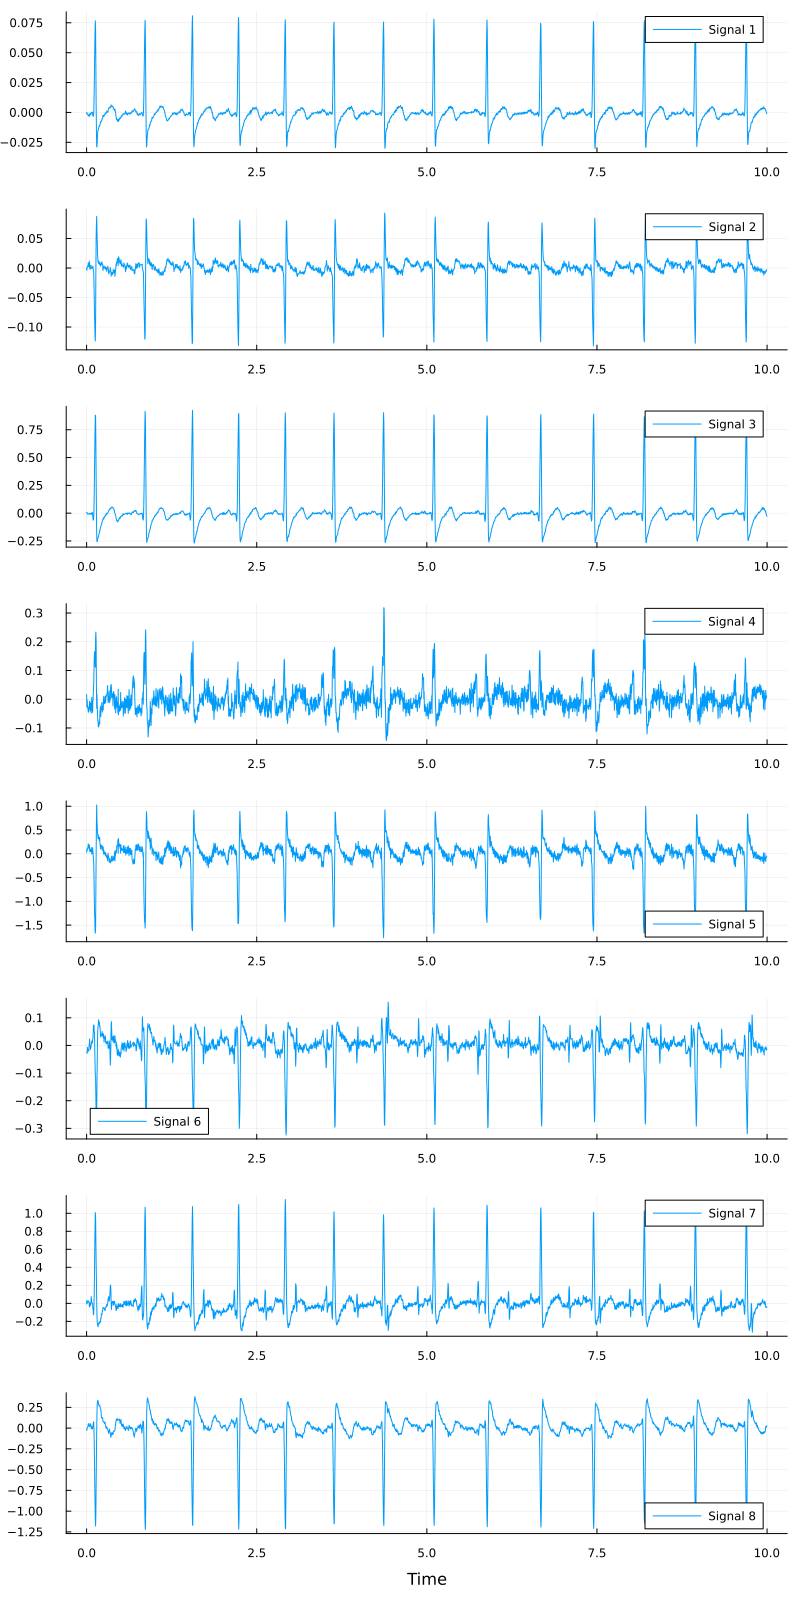 0.075
0.050
0.025
0.000
−0.025
Signal 1
0.0 2.5 5.0 7.5 10.0
0.05
0.00
−0.05
−0.10
Signal 2
0.0 2.5 5.0 7.5 10.0
0.75
0.50
0.25
0.00
−0.25
Signal 3
0.0 2.5 5.0 7.5 10.0
0.3
0.2
0.1
0.0
−0.1
Signal 4
0.0 2.5 5.0 7.5 10.0
1.0
0.5
0.0
−0.5
−1.0
−1.5
Signal 5
0.0 2.5 5.0 7.5 10.0
0.1
0.0
−0.1
−0.2
−0.3
Signal 6
0.0 2.5 5.0 7.5 10.0
1.0
0.8
0.6
0.4
0.2
0.0
−0.2
Signal 7
0.0 2.5 5.0 7.5 10.0
0.25
0.00
−0.25
−0.50
−0.75
−1.00
−1.25
Signal 8
0.0 2.5 5.0 7.5 10.0
Time